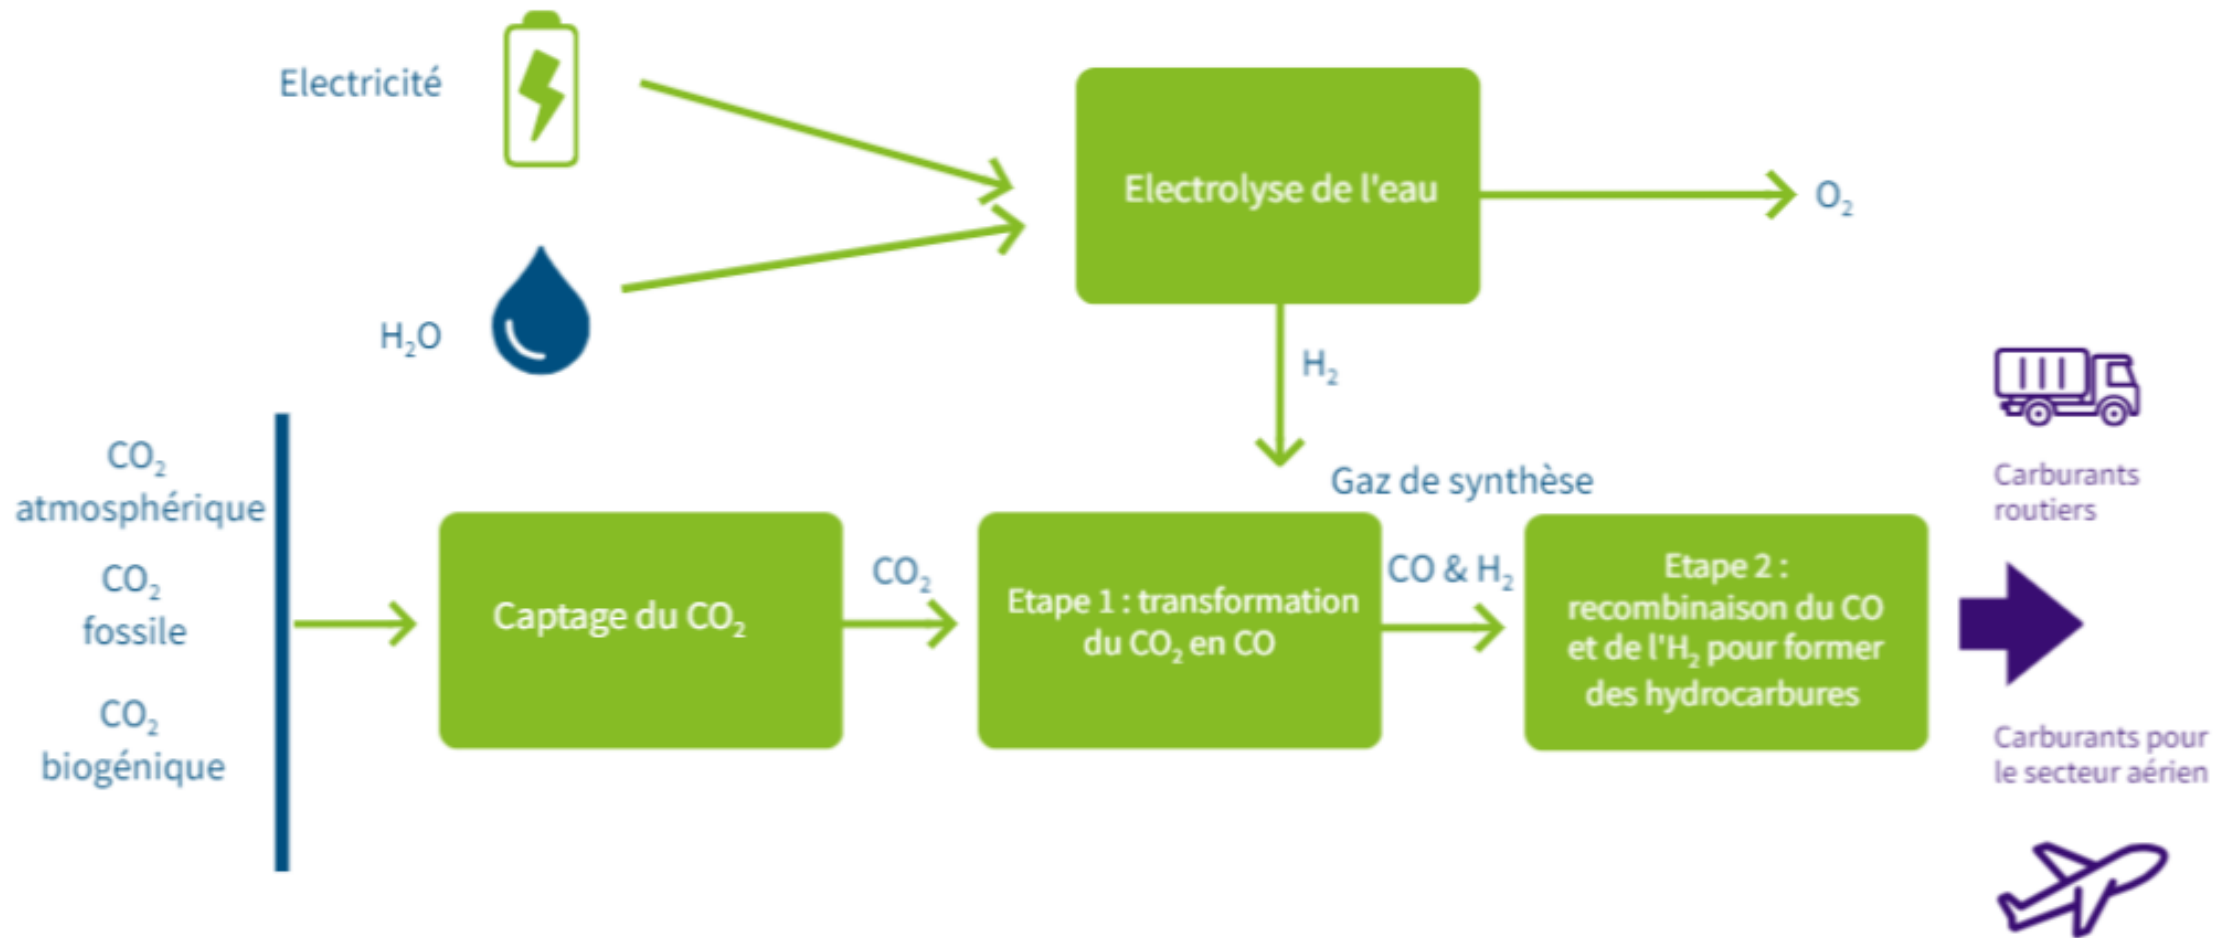 Electricité
Electrolyse de l'eau
O₂
H₂O
H₂
CO₂
atmosphérique
CO₂
fossile
CO₂
biogénique
Captage du CO₂
CO₂
Etape 1 : transformation
du CO₂ en CO
Gaz de synthèse
CO & H₂
Etape 2 :
recombinaison du CO
et de l'H₂ pour former
des hydrocarbures
Carburants
routiers
Carburants pour
le secteur aérien